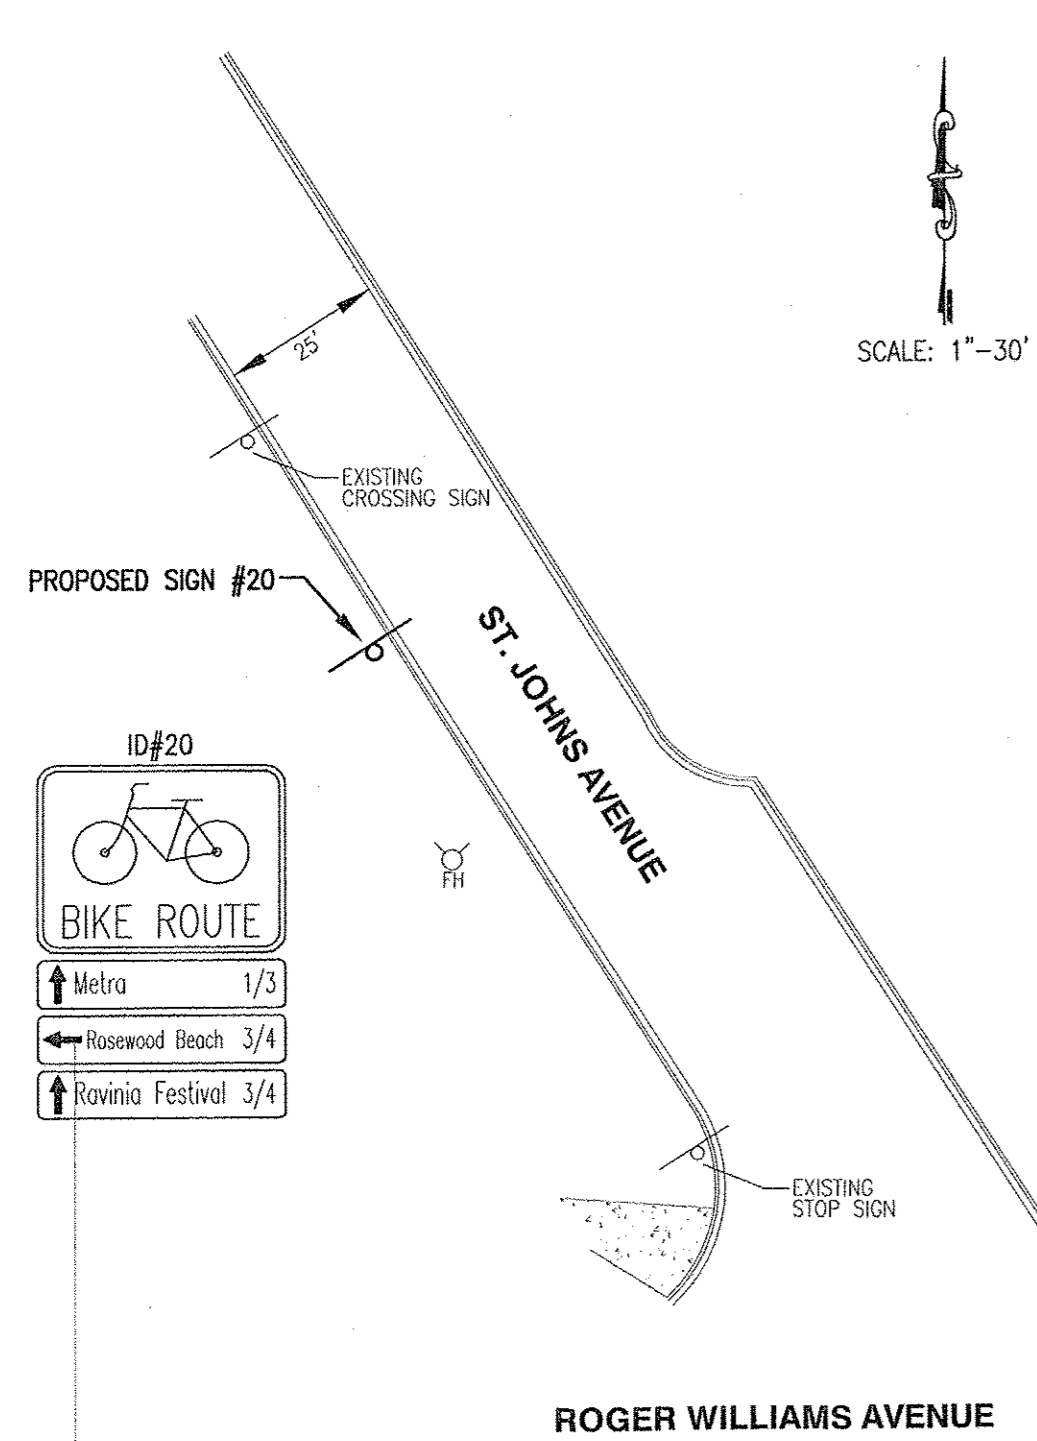 SCALE: 1"-30'
25'
EXISTING
CROSSING SIGN
PROPOSED SIGN #20
ST. JOHNS AVENUE
ID#20
BIKE ROUTE
FH
Metra 1/3
Rosewood Beach 3/4
Ravinia Festival 3/4
EXISTING
STOP SIGN
ROGER WILLIAMS AVENUE